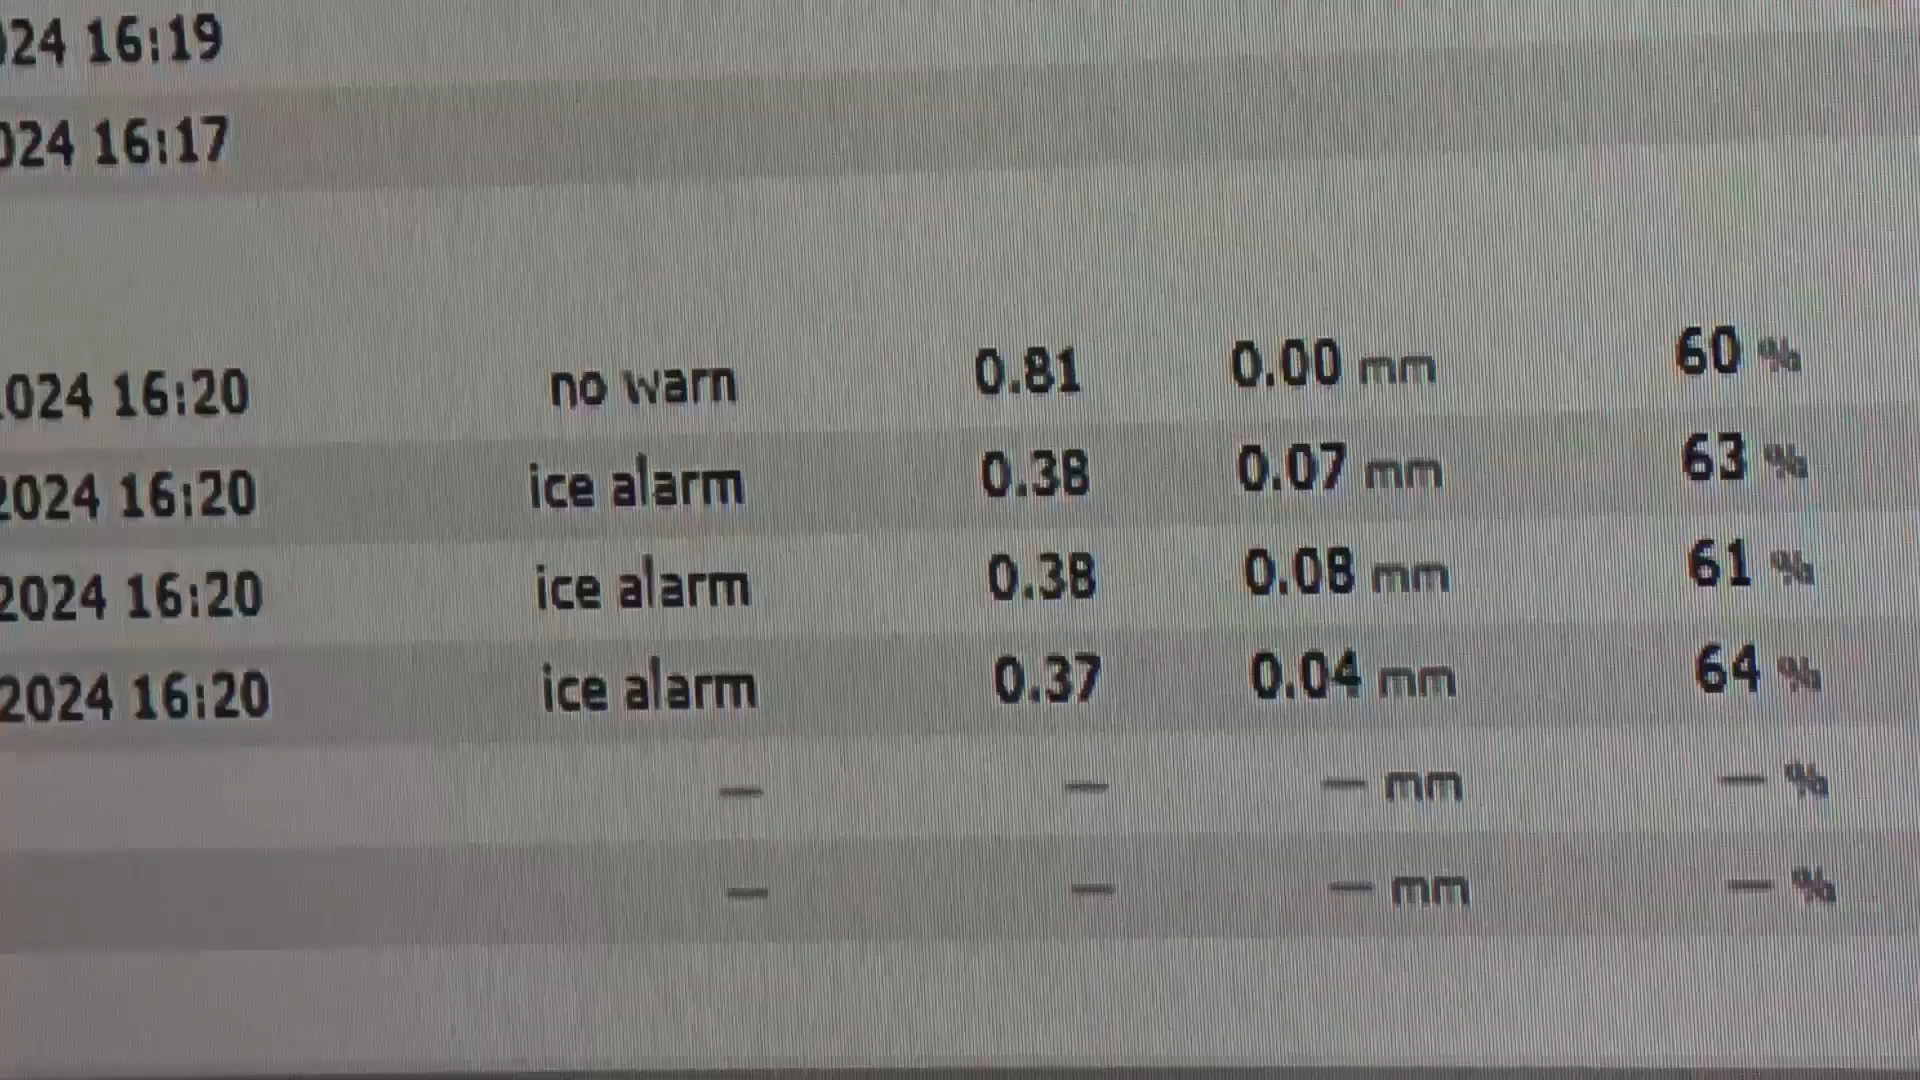 024 16:19
024 16:17
2024 16:20 no warn 0.81 0.00 mm 60 %
2024 16:20 ice alarm 0.38 0.07 mm 63 %
2024 16:20 ice alarm 0.38 0.08 mm 61 %
2024 16:20 ice alarm 0.37 0.04 mm 64 %
— — — mm — %
— — — mm — %